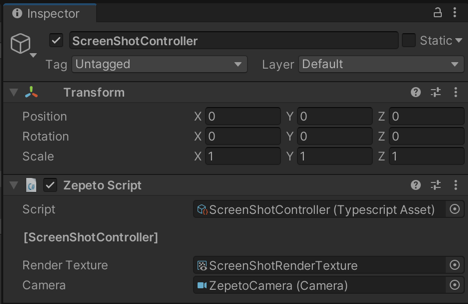 Inspector
ScreenShotController
Static
Tag Untagged Layer Default
Transform
Position X 0 Y 0 Z 0
Rotation X 0 Y 0 Z 0
Scale X 1 Y 1 Z 1
Zepeto Script
Script ScreenShotController (Typescript Asset)
[ScreenShotController]
Render Texture ScreenShotRenderTexture
Camera ZepetoCamera (Camera)